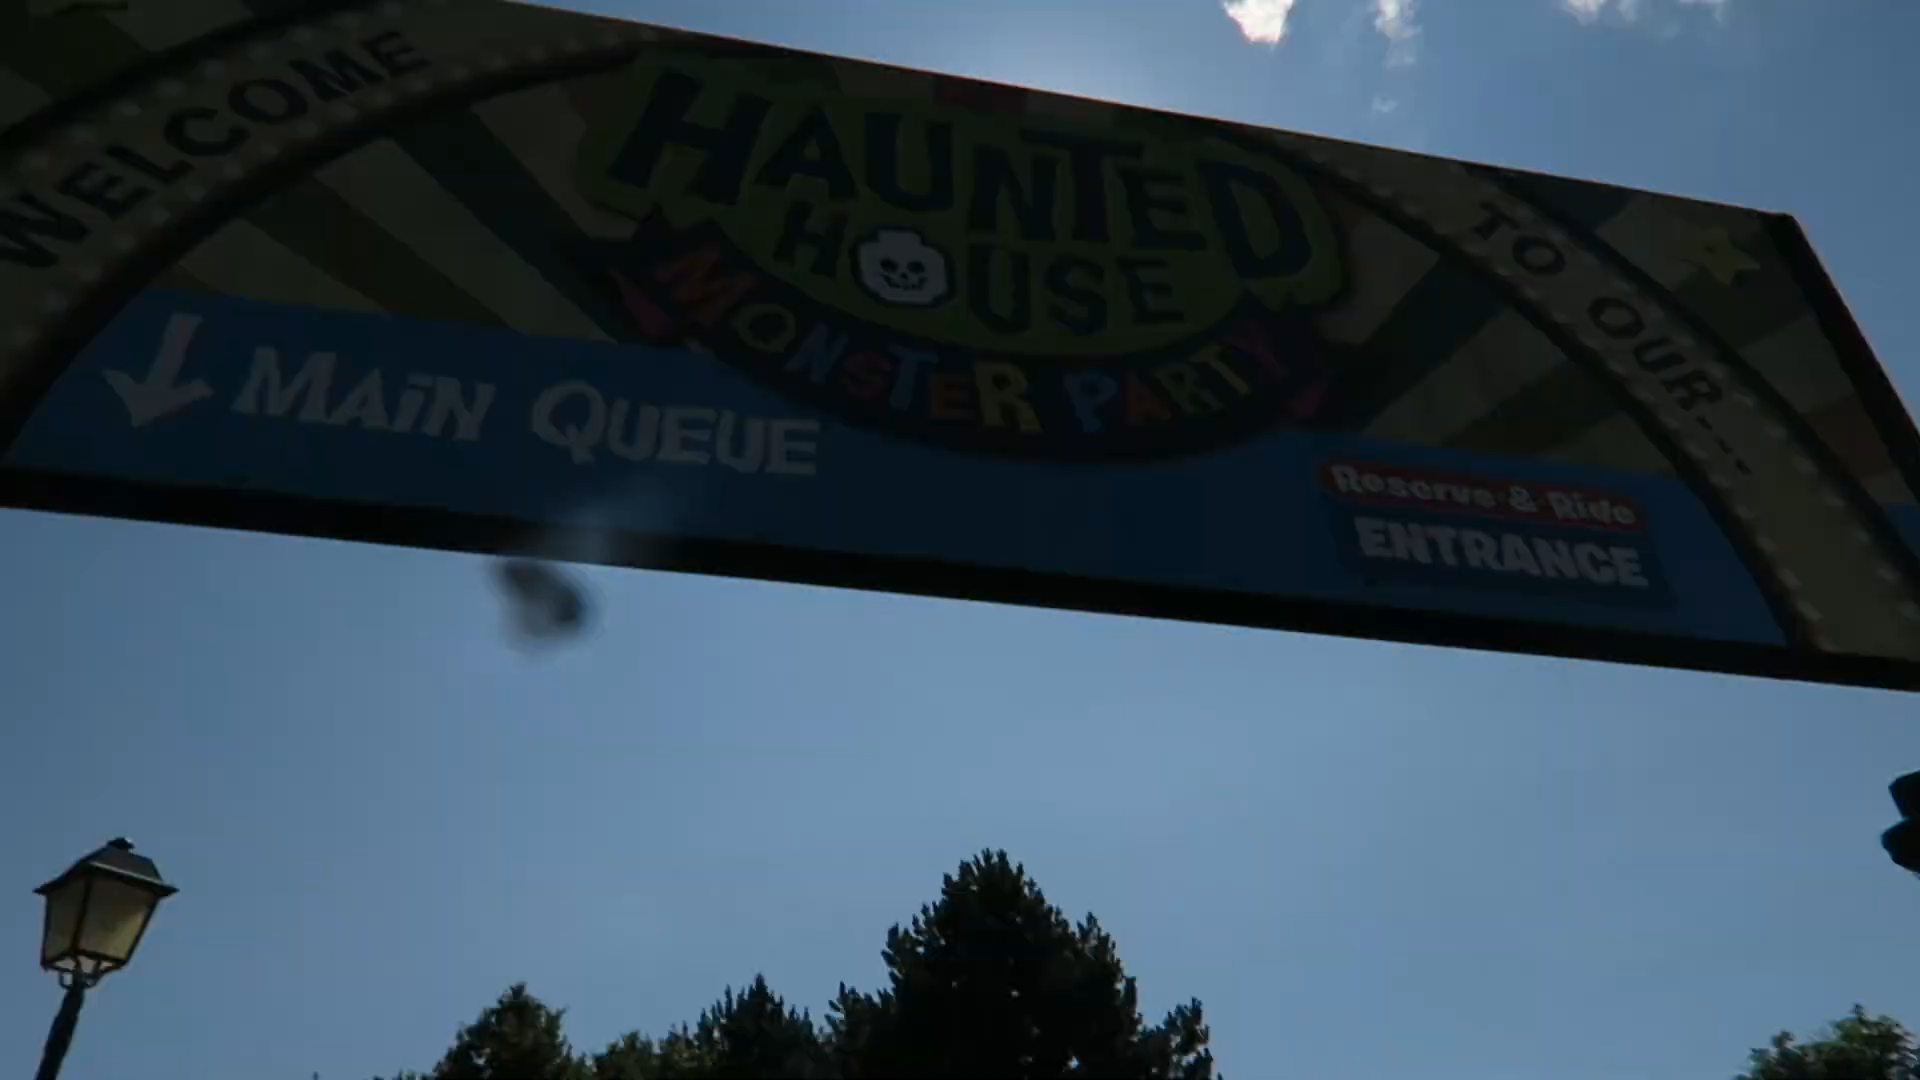 WELCOME
HAUNTED
HOUSE
MONSTER PARTY
TO OUR...
MAiN QUEUE
Reserve & Ride
ENTRANCE